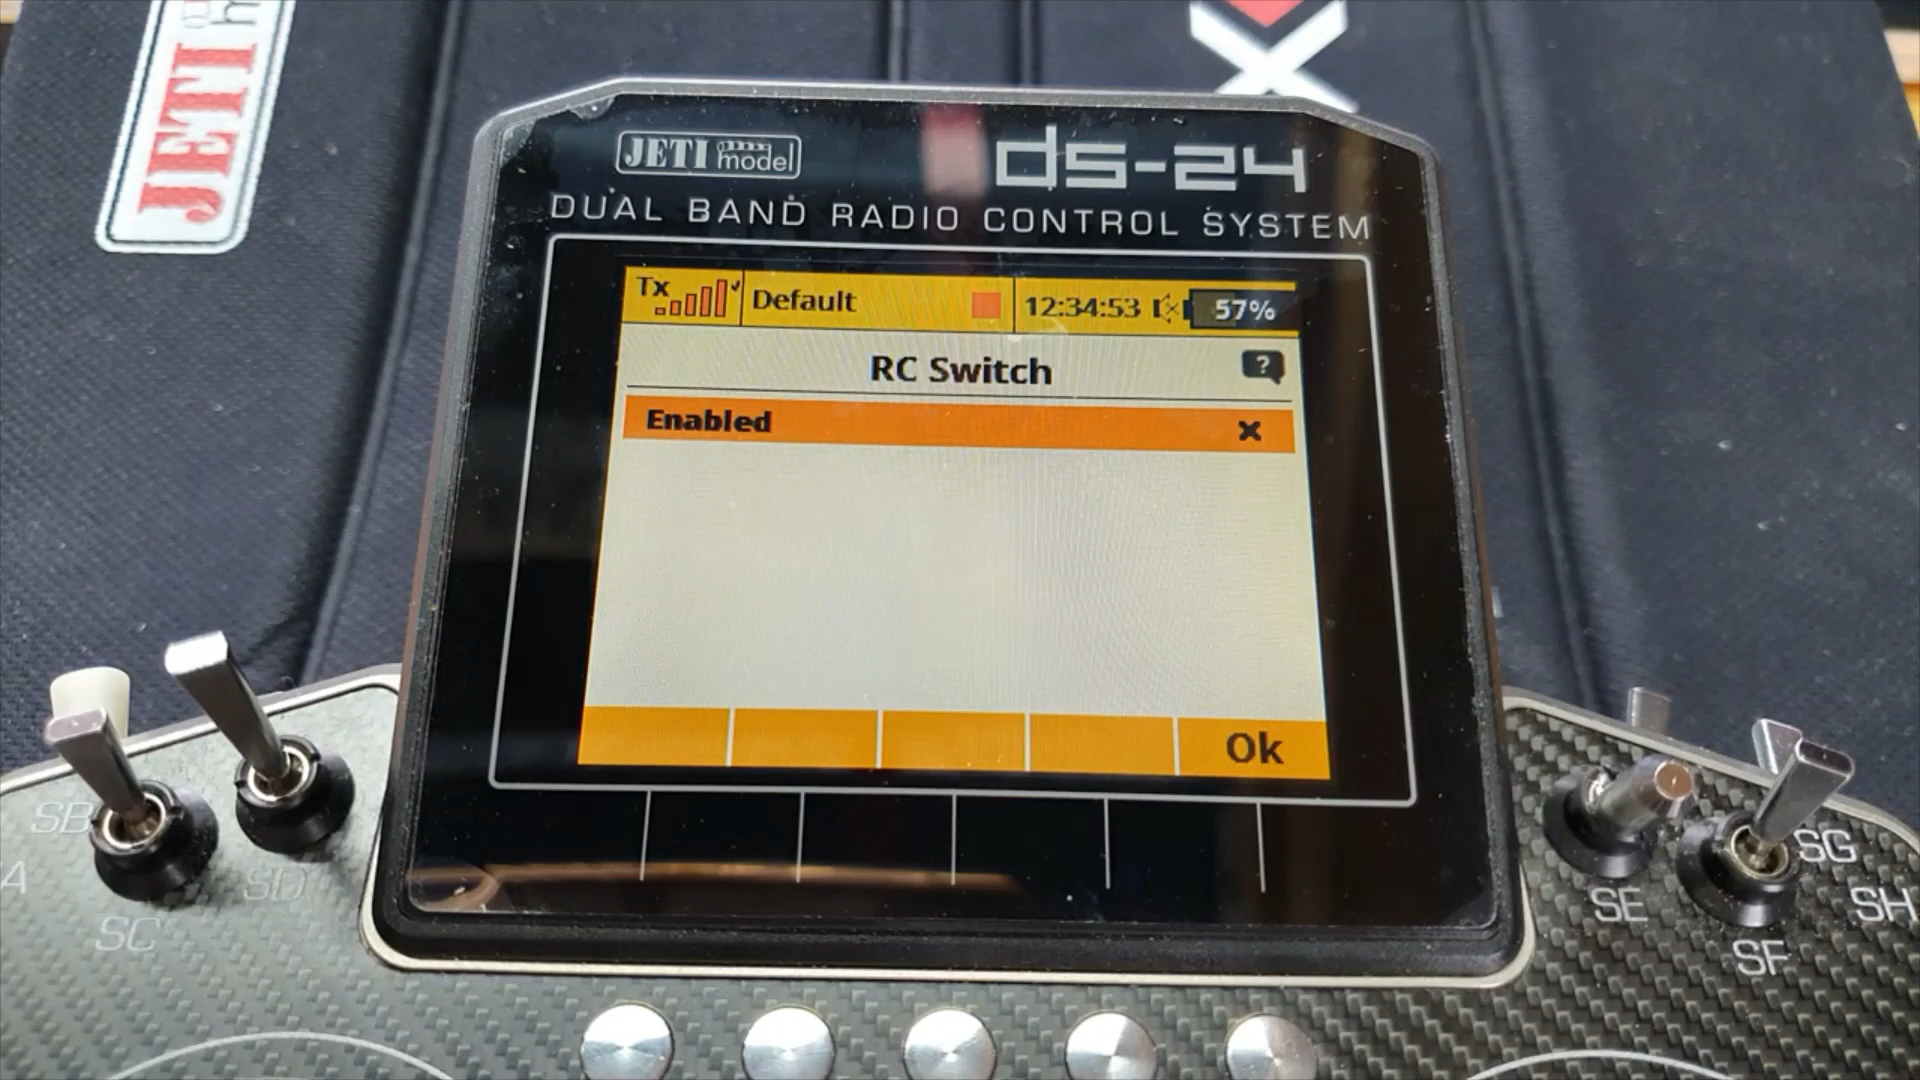 JETI
X
JETI model
ds-24
DUAL BAND RADIO CONTROL SYSTEM
Tx
Default
12:34:53
57%
RC Switch
?
Enabled
Ok
SB
SC
SD
SE
SF
SG
SH